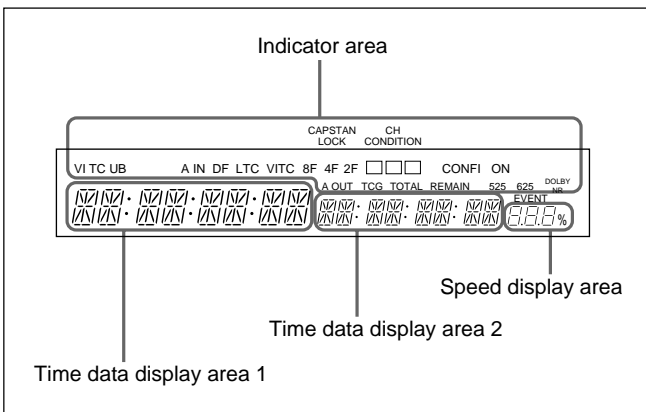 Indicator area
CAPSTAN LOCK CH CONDITION
VI TC UB A IN DF LTC VITC 8F 4F 2F CONFI ON
A OUT TCG TOTAL REMAIN 525 625 DOLBY NR
EVENT
%
Speed display area
Time data display area 2
Time data display area 1